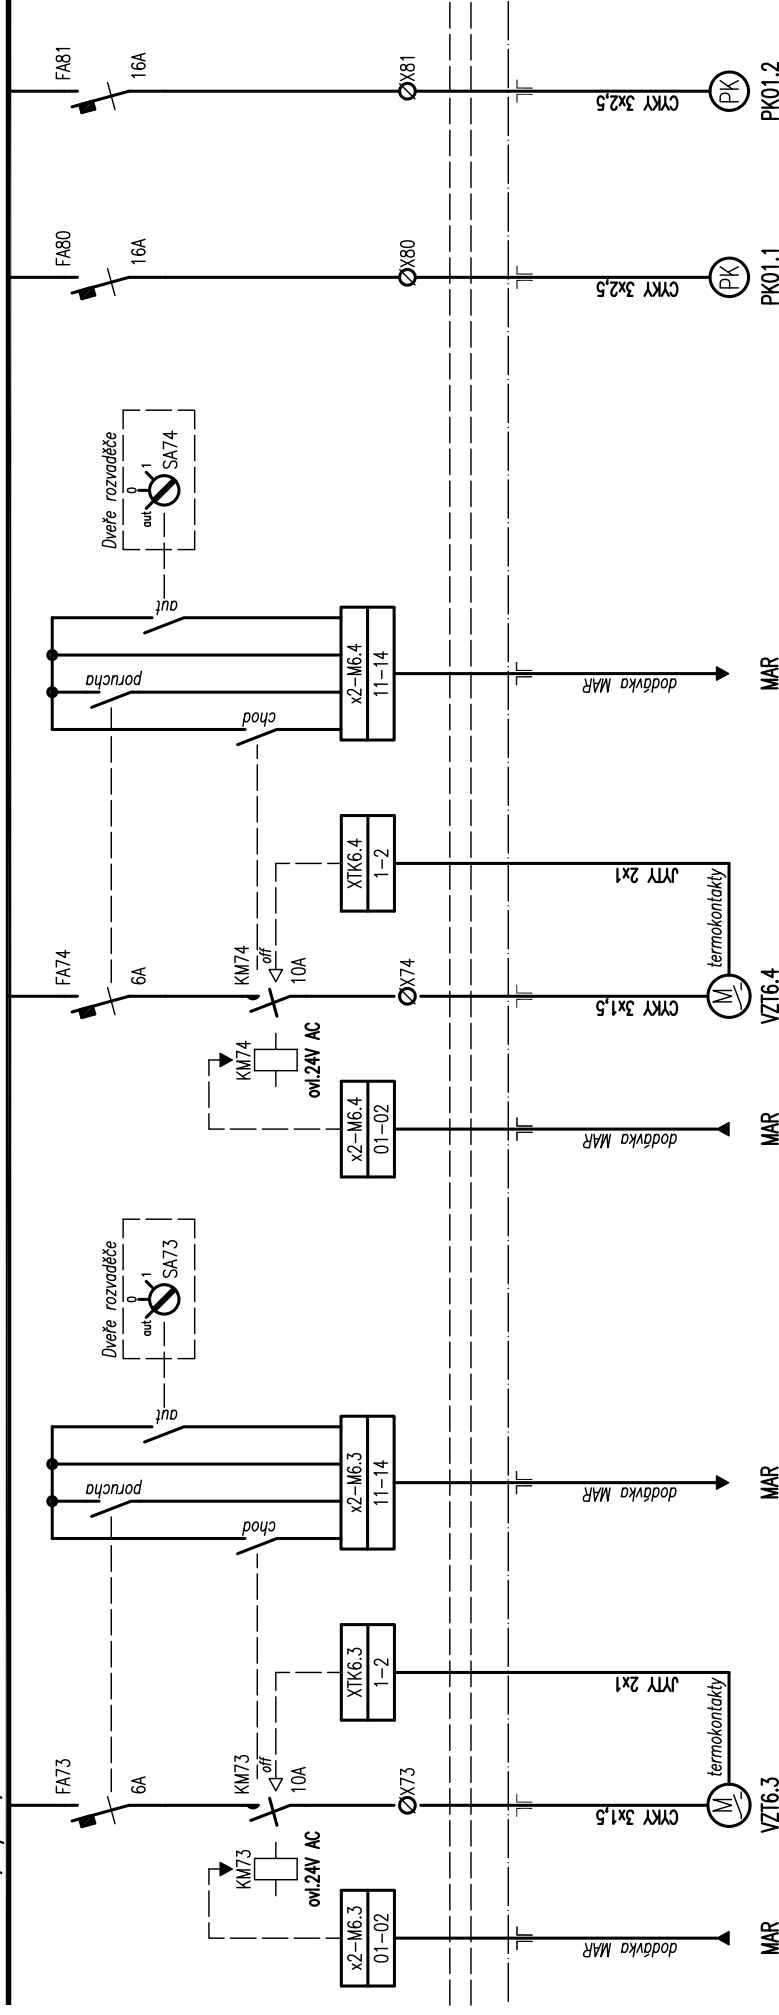 FA73
6A
KM73
off
10A
KM73
ovl.24V AC
x2-M6.3
01-02
X73
XTK6.3
1-2
porucha
chod
aut
x2-M6.3
11-14
Dveře rozvaděče
aut
0
1
SA73
dodávka MAR
CYKY 3x1,5
JYTY 2x1
termokontakty
dodávka MAR
M
MAR
VZT6.3
MAR
FA74
6A
KM74
off
10A
KM74
ovl.24V AC
x2-M6.4
01-02
X74
XTK6.4
1-2
porucha
chod
aut
x2-M6.4
11-14
Dveře rozvaděče
aut
0
1
SA74
dodávka MAR
CYKY 3x1,5
JYTY 2x1
termokontakty
dodávka MAR
M
MAR
VZT6.4
MAR
FA80
16A
X80
CYKY 3x2,5
PK
PK01.1
FA81
16A
X81
CYKY 3x2,5
PK
PK01.2